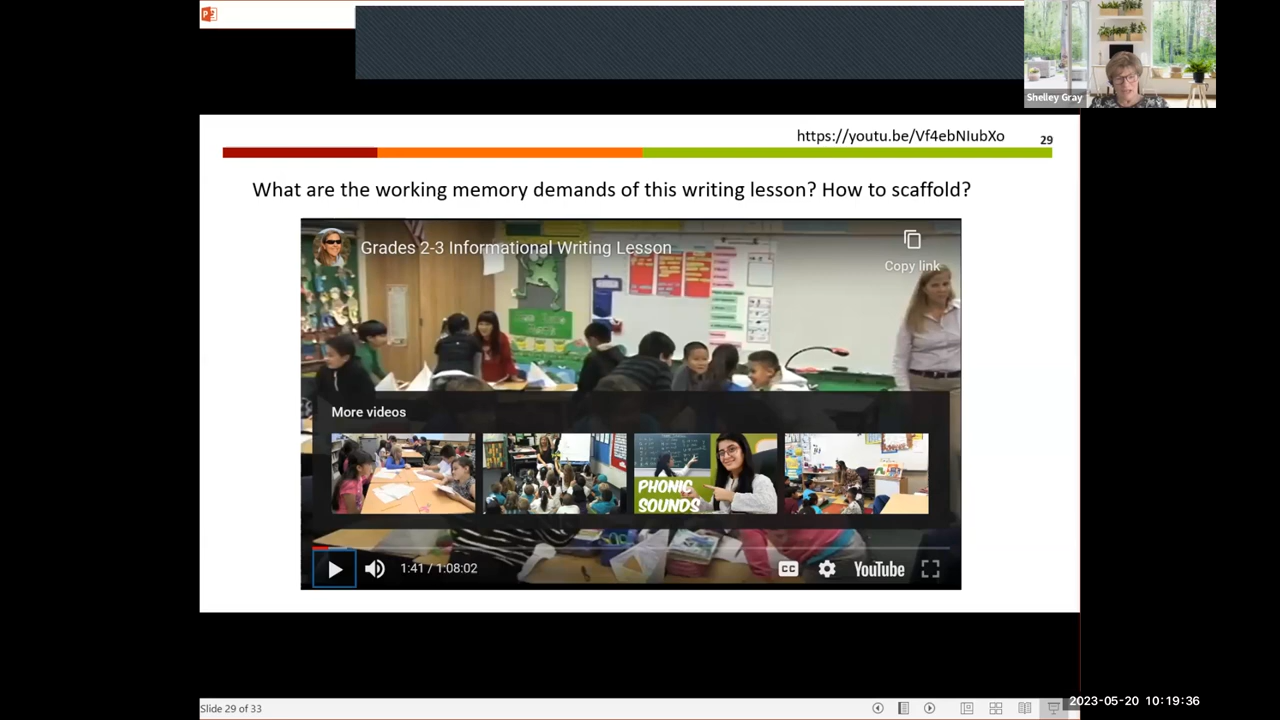 Shelley Gray
https://youtu.be/Vf4ebNIubXo
29
What are the working memory demands of this writing lesson? How to scaffold?
Grades 2-3 Informational Writing Lesson
Copy link
More videos
PHONIC
SOUNDS
1:41 / 1:08:02
CC
YouTube
Slide 29 of 33
2023-05-20 10:19:36